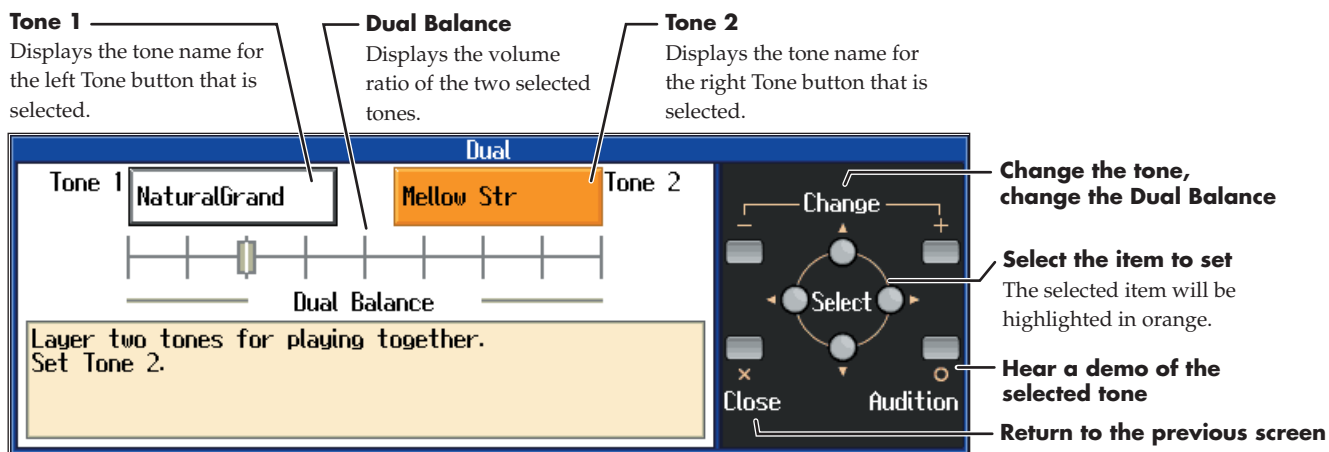 Tone 1
Displays the tone name for
the left Tone button that is
selected.
Dual Balance
Displays the volume
ratio of the two selected
tones.
Tone 2
Displays the tone name for
the right Tone button that is
selected.
Dual
Tone 1
NaturalGrand
Mellow Str
Tone 2
Dual Balance
Layer two tones for playing together.
Set Tone 2.
Change
− +
Select
× ○
Close Audition
Change the tone,
change the Dual Balance
Select the item to set
The selected item will be
highlighted in orange.
Hear a demo of the
selected tone
Return to the previous screen